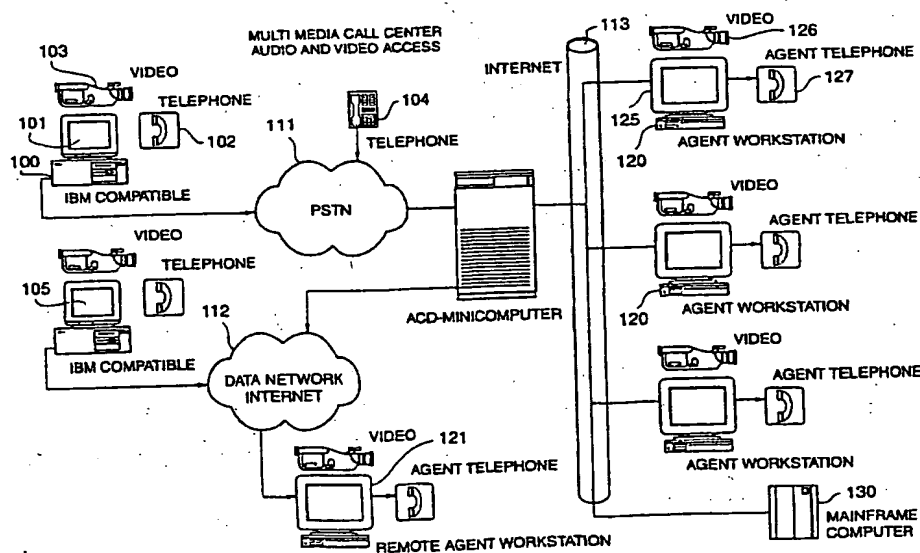 MULTI MEDIA CALL CENTER
AUDIO AND VIDEO ACCESS
103
VIDEO
TELEPHONE
101
102
100
IBM COMPATIBLE
104
TELEPHONE
111
PSTN
VIDEO
TELEPHONE
105
IBM COMPATIBLE
112
DATA NETWORK
INTERNET
ACD-MINICOMPUTER
VIDEO
121
AGENT TELEPHONE
REMOTE AGENT WORKSTATION
113
INTERNET
VIDEO
126
AGENT TELEPHONE
127
125
120
AGENT WORKSTATION
VIDEO
AGENT TELEPHONE
120
AGENT WORKSTATION
VIDEO
AGENT TELEPHONE
AGENT WORKSTATION
130
MAINFRAME
COMPUTER